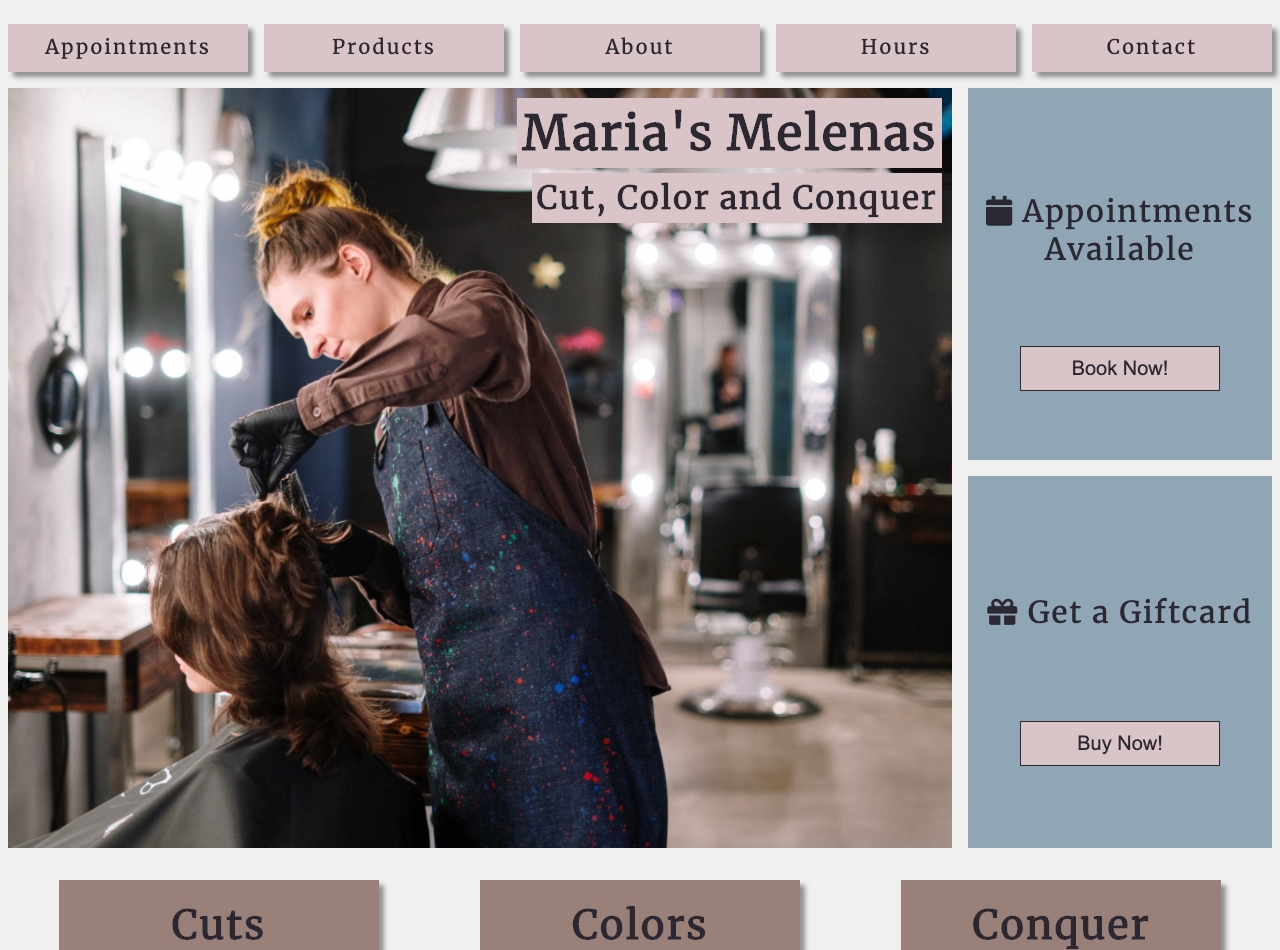 Appointments
Products
About
Hours
Contact
Maria's Melenas
Cut, Color and Conquer
Appointments
Available
Book Now!
Get a Giftcard
Buy Now!
Cuts
Colors
Conquer